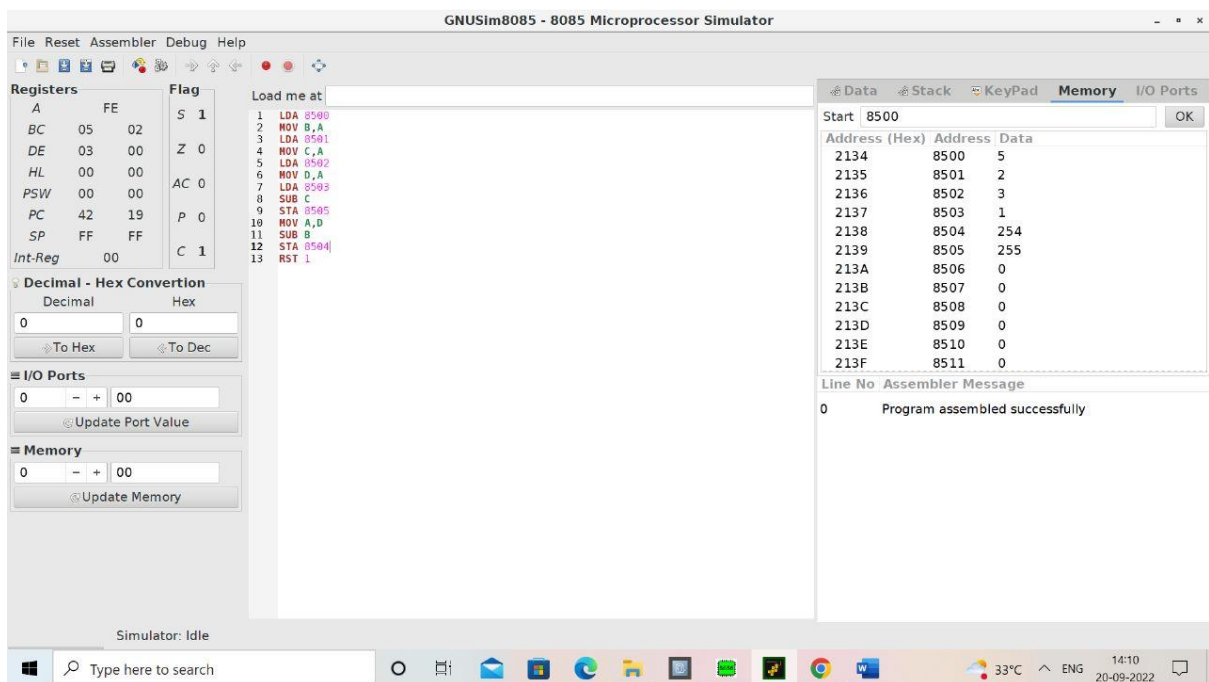 GNUSim8085 - 8085 Microprocessor Simulator
File Reset Assembler Debug Help
Registers
Flag
A FE
BC 05 02
DE 03 00
HL 00 00
PSW 00 00
PC 42 19
SP FF FF
Int-Reg 00
S 1
Z 0
AC 0
P 0
C 1
Decimal - Hex Convertion
Decimal Hex
0 0
To Hex To Dec
I/O Ports
0 - + 00
Update Port Value
Memory
0 - + 00
Update Memory
Simulator: Idle
Load me at
1 LDA 8500
2 MOV B,A
3 LDA 8501
4 MOV C,A
5 LDA 8502
6 MOV D,A
7 LDA 8503
8 SUB C
9 STA 8505
10 MOV A,D
11 SUB B
12 STA 8504
13 RST 1
Data Stack KeyPad Memory I/O Ports
Start 8500 OK
Address (Hex) Address Data
2134 8500 5
2135 8501 2
2136 8502 3
2137 8503 1
2138 8504 254
2139 8505 255
213A 8506 0
213B 8507 0
213C 8508 0
213D 8509 0
213E 8510 0
213F 8511 0
Line No Assembler Message
0 Program assembled successfully
Type here to search
33°C ENG 14:10
20-09-2022